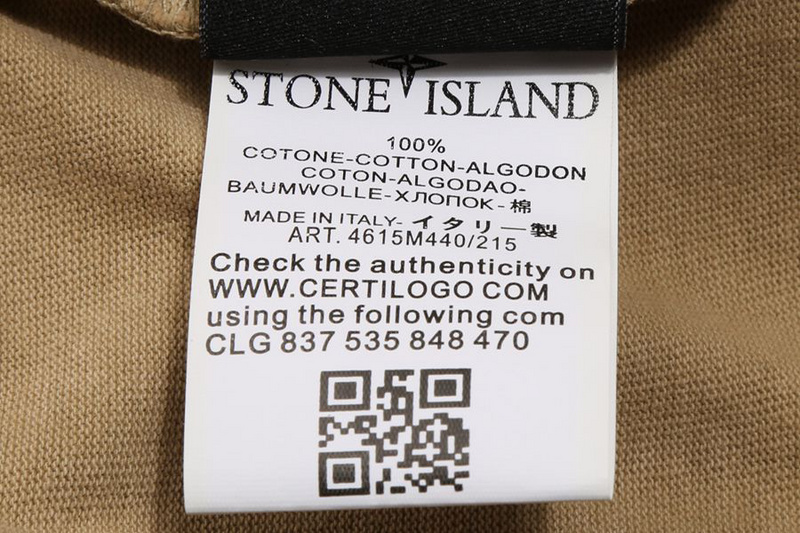 STONE ISLAND
100%
COTONE-COTTON-ALGODON
COTON-ALGODAO-
BAUMWOLLE-ХЛОПОК-棉
MADE IN ITALY-イタリー製
ART. 4615M440/215
Check the authenticity on
WWW.CERTILOGO COM
using the following com
CLG 837 535 848 470